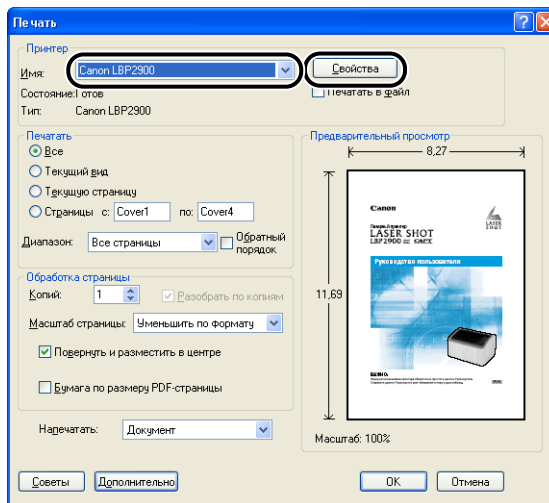 Печать
Принтер
Имя: Canon LBP2900 Свойства
Состояние: Готов Печатать в файл
Тип: Canon LBP2900
Печатать
Все
Текущий вид
Текущую страницу
Страницы с: Cover1 по: Cover4
Диапазон: Все страницы Обратный порядок
Обработка страницы
Копий: 1 Разобрать по копиям
Масштаб страницы: Уменьшить по формату
Повернуть и разместить в центре
Бумага по размеру PDF-страницы
Напечатать: Документ
Предварительный просмотр
8,27
11,69
Canon
LASER SHOT
LASER SHOT
LBP2900
Руководство пользователя
ВАЖНО:
Масштаб: 100%
Советы Дополнительно OK Отмена